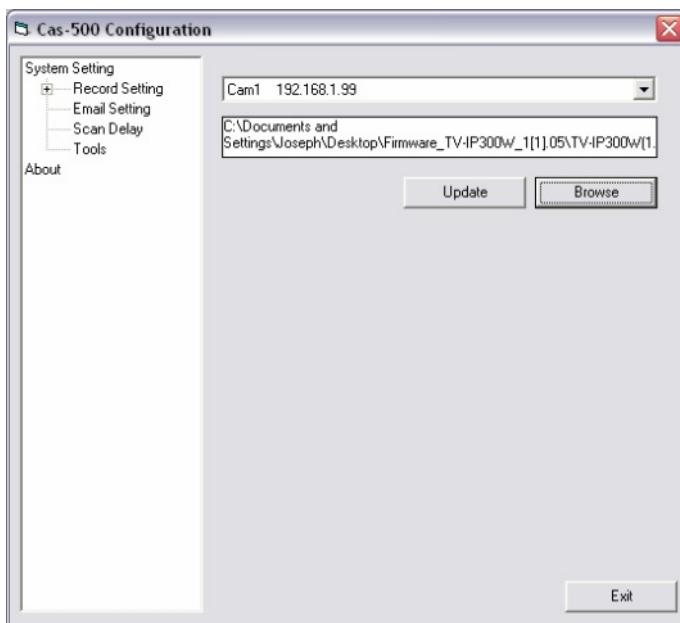 Cas-500 Configuration
System Setting
Record Setting
Email Setting
Scan Delay
Tools
About
Cam1 192.168.1.99
C:\Documents and
Settings\Joseph\Desktop\Firmware_TV-IP300W_1[1].05\TV-IP300W(1.
Update
Browse
Exit